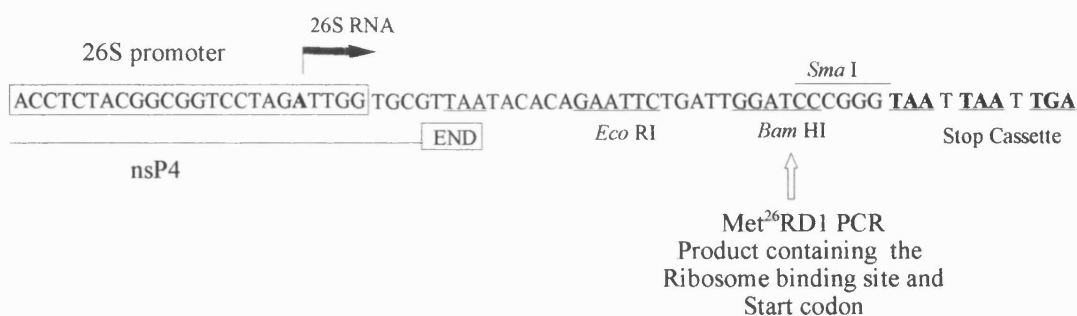 26S RNA
26S promoter
Sma I
ACCTCTACGGCGGTCCTAGATTGG TGCGTTAATACACAGAATTCTGATTGGATCCCGGG TAA T TAA T TGA
Eco RI
Bam HI
Stop Cassette
END
nsP4
Met²⁶RD1 PCR
Product containing the
Ribosome binding site and
Start codon